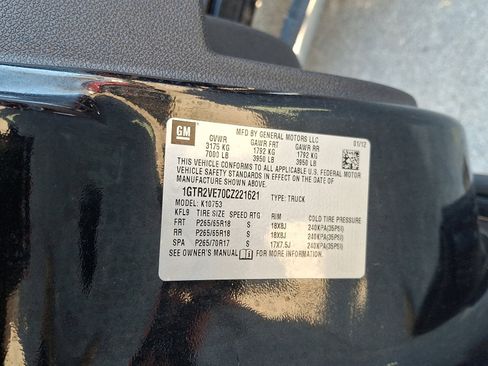 GM
MFD BY GENERAL MOTORS LLC
01/12
GVWR GAWR FRT GAWR RR
3175 KG 1792 KG 1792 KG
7000 LB 3950 LB 3950 LB
THIS VEHICLE CONFORMS TO ALL APPLICABLE U.S. FEDERAL MOTOR
VEHICLE SAFETY STANDARDS IN EFFECT ON THE DATE OF
MANUFACTURE SHOWN ABOVE.
1GTR2VE70CZ221621 TYPE: TRUCK
MODEL: K10753
KFL9 TIRE SIZE SPEED RTG RIM COLD TIRE PRESSURE
FRT P265/65R18 S 18X8J 240KPA(35PSI)
RR P265/65R18 S 18X8J 240KPA(35PSI)
SPA P265/70R17 S 17X7.5J 240KPA(35PSI)
SEE OWNER'S MANUAL FOR MORE INFORMATION.